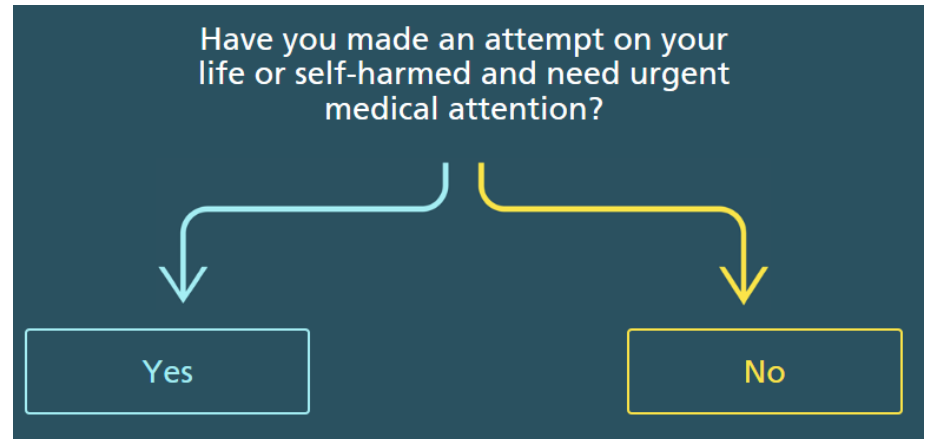 Have you made an attempt on your
life or self-harmed and need urgent
medical attention?
Yes
No